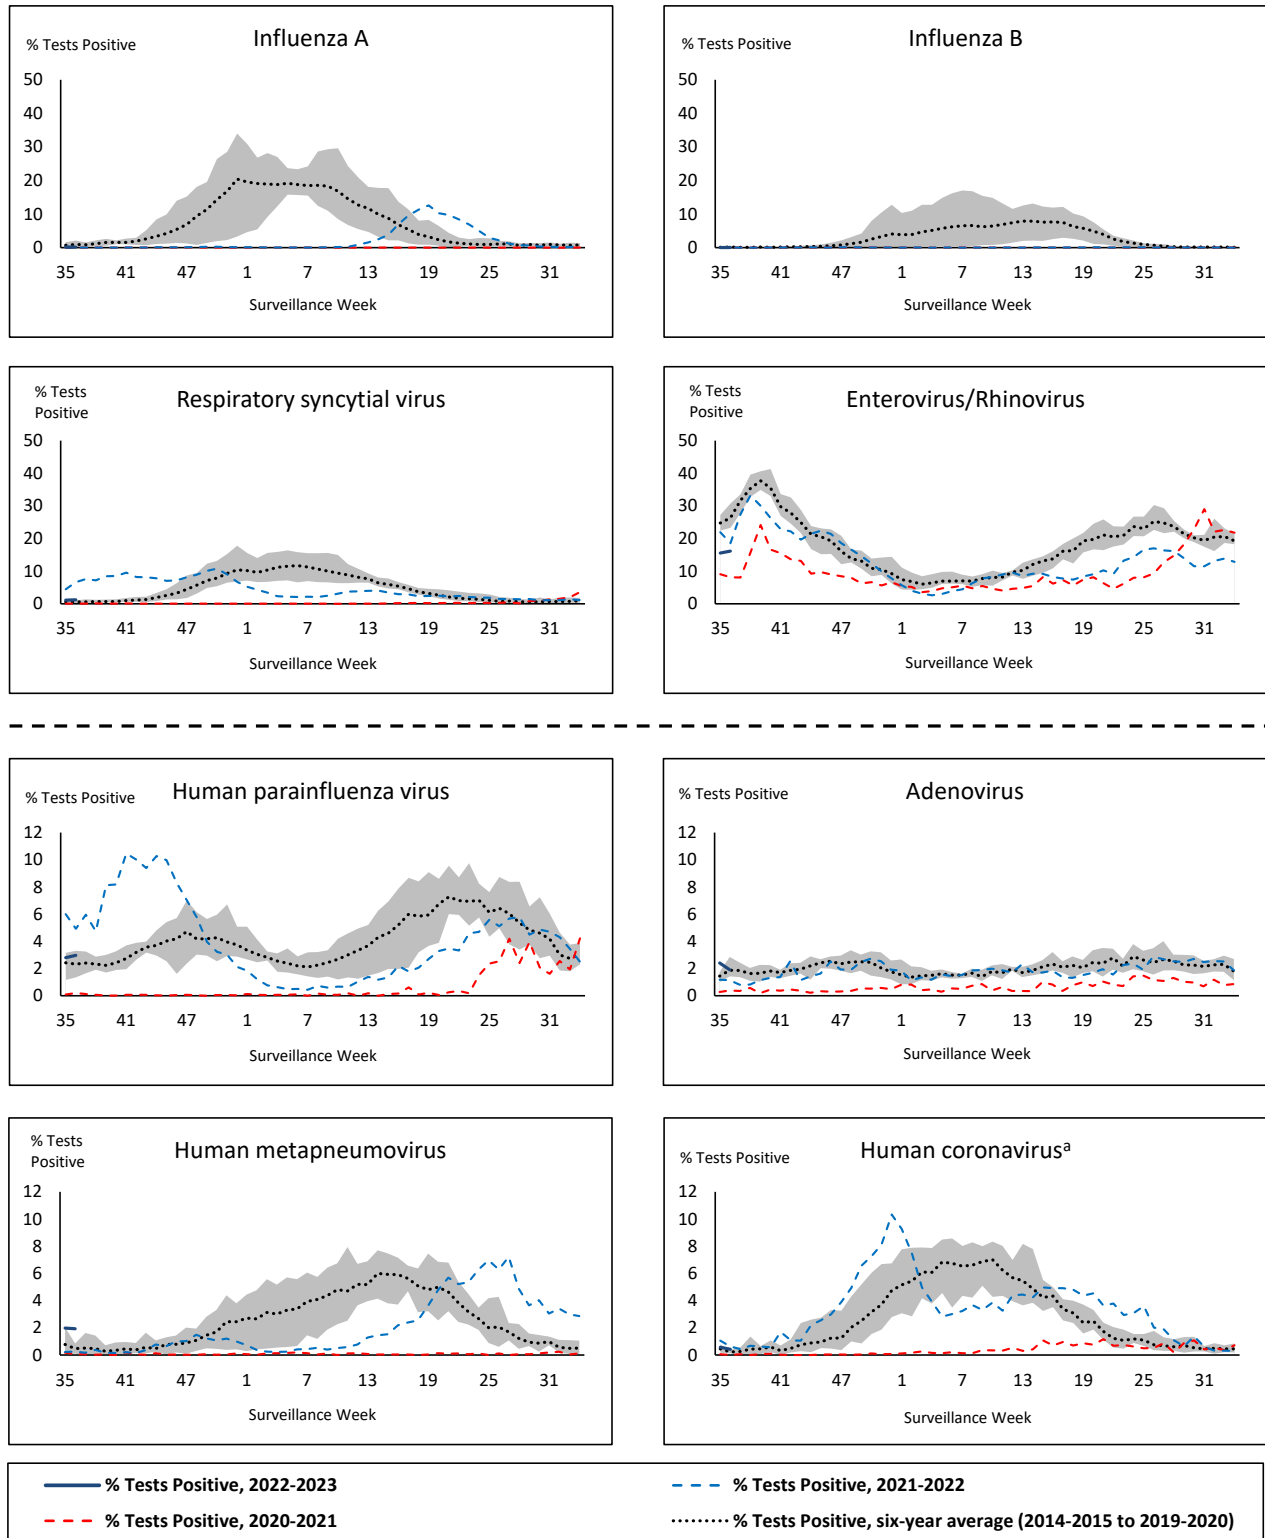 Influenza A
% Tests Positive
50
40
30
20
10
0
35 41 47 1 7 13 19 25 31
Surveillance Week
Influenza B
% Tests Positive
50
40
30
20
10
0
35 41 47 1 7 13 19 25 31
Surveillance Week
% Tests
Positive
Respiratory syncytial virus
50
40
30
20
10
0
35 41 47 1 7 13 19 25 31
Surveillance Week
% Tests
Positive
Enterovirus/Rhinovirus
50
40
30
20
10
0
35 41 47 1 7 13 19 25 31
Surveillance Week
Human parainfluenza virus
% Tests Positive
12
10
8
6
4
2
0
35 41 47 1 7 13 19 25 31
Surveillance Week
Adenovirus
% Tests Positive
12
10
8
6
4
2
0
35 41 47 1 7 13 19 25 31
Surveillance Week
% Tests
Positive
Human metapneumovirus
12
10
8
6
4
2
0
35 41 47 1 7 13 19 25 31
Surveillance Week
Human coronavirusᵃ
% Tests Positive
12
10
8
6
4
2
0
35 41 47 1 7 13 19 25 31
Surveillance Week
% Tests Positive, 2022-2023
% Tests Positive, 2021-2022
% Tests Positive, 2020-2021
% Tests Positive, six-year average (2014-2015 to 2019-2020)